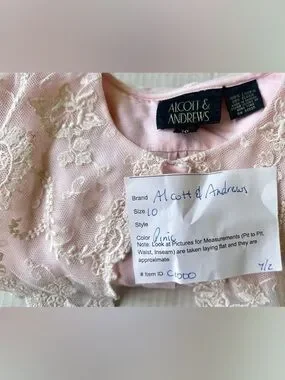 ALCOTT &
ANDREWS
10
Brand Alcott & Andrews
Size 10
Style
Color Pink
Note: Look at Pictures for Measurements (Pit to Pit,
Waist, Inseam) are taken laying flat and they are
approximate
# Item ID C1000
4/2